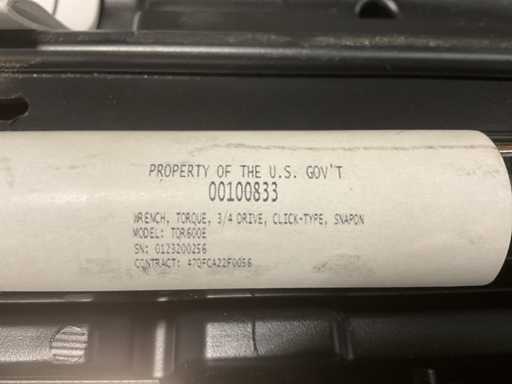 PROPERTY OF THE U.S. GOV'T
00100833
WRENCH, TORQUE, 3/4 DRIVE, CLICK-TYPE, SNAPON
MODEL: TQR600E
SN: 0123200256
CONTRACT: 47QFCA22F0056